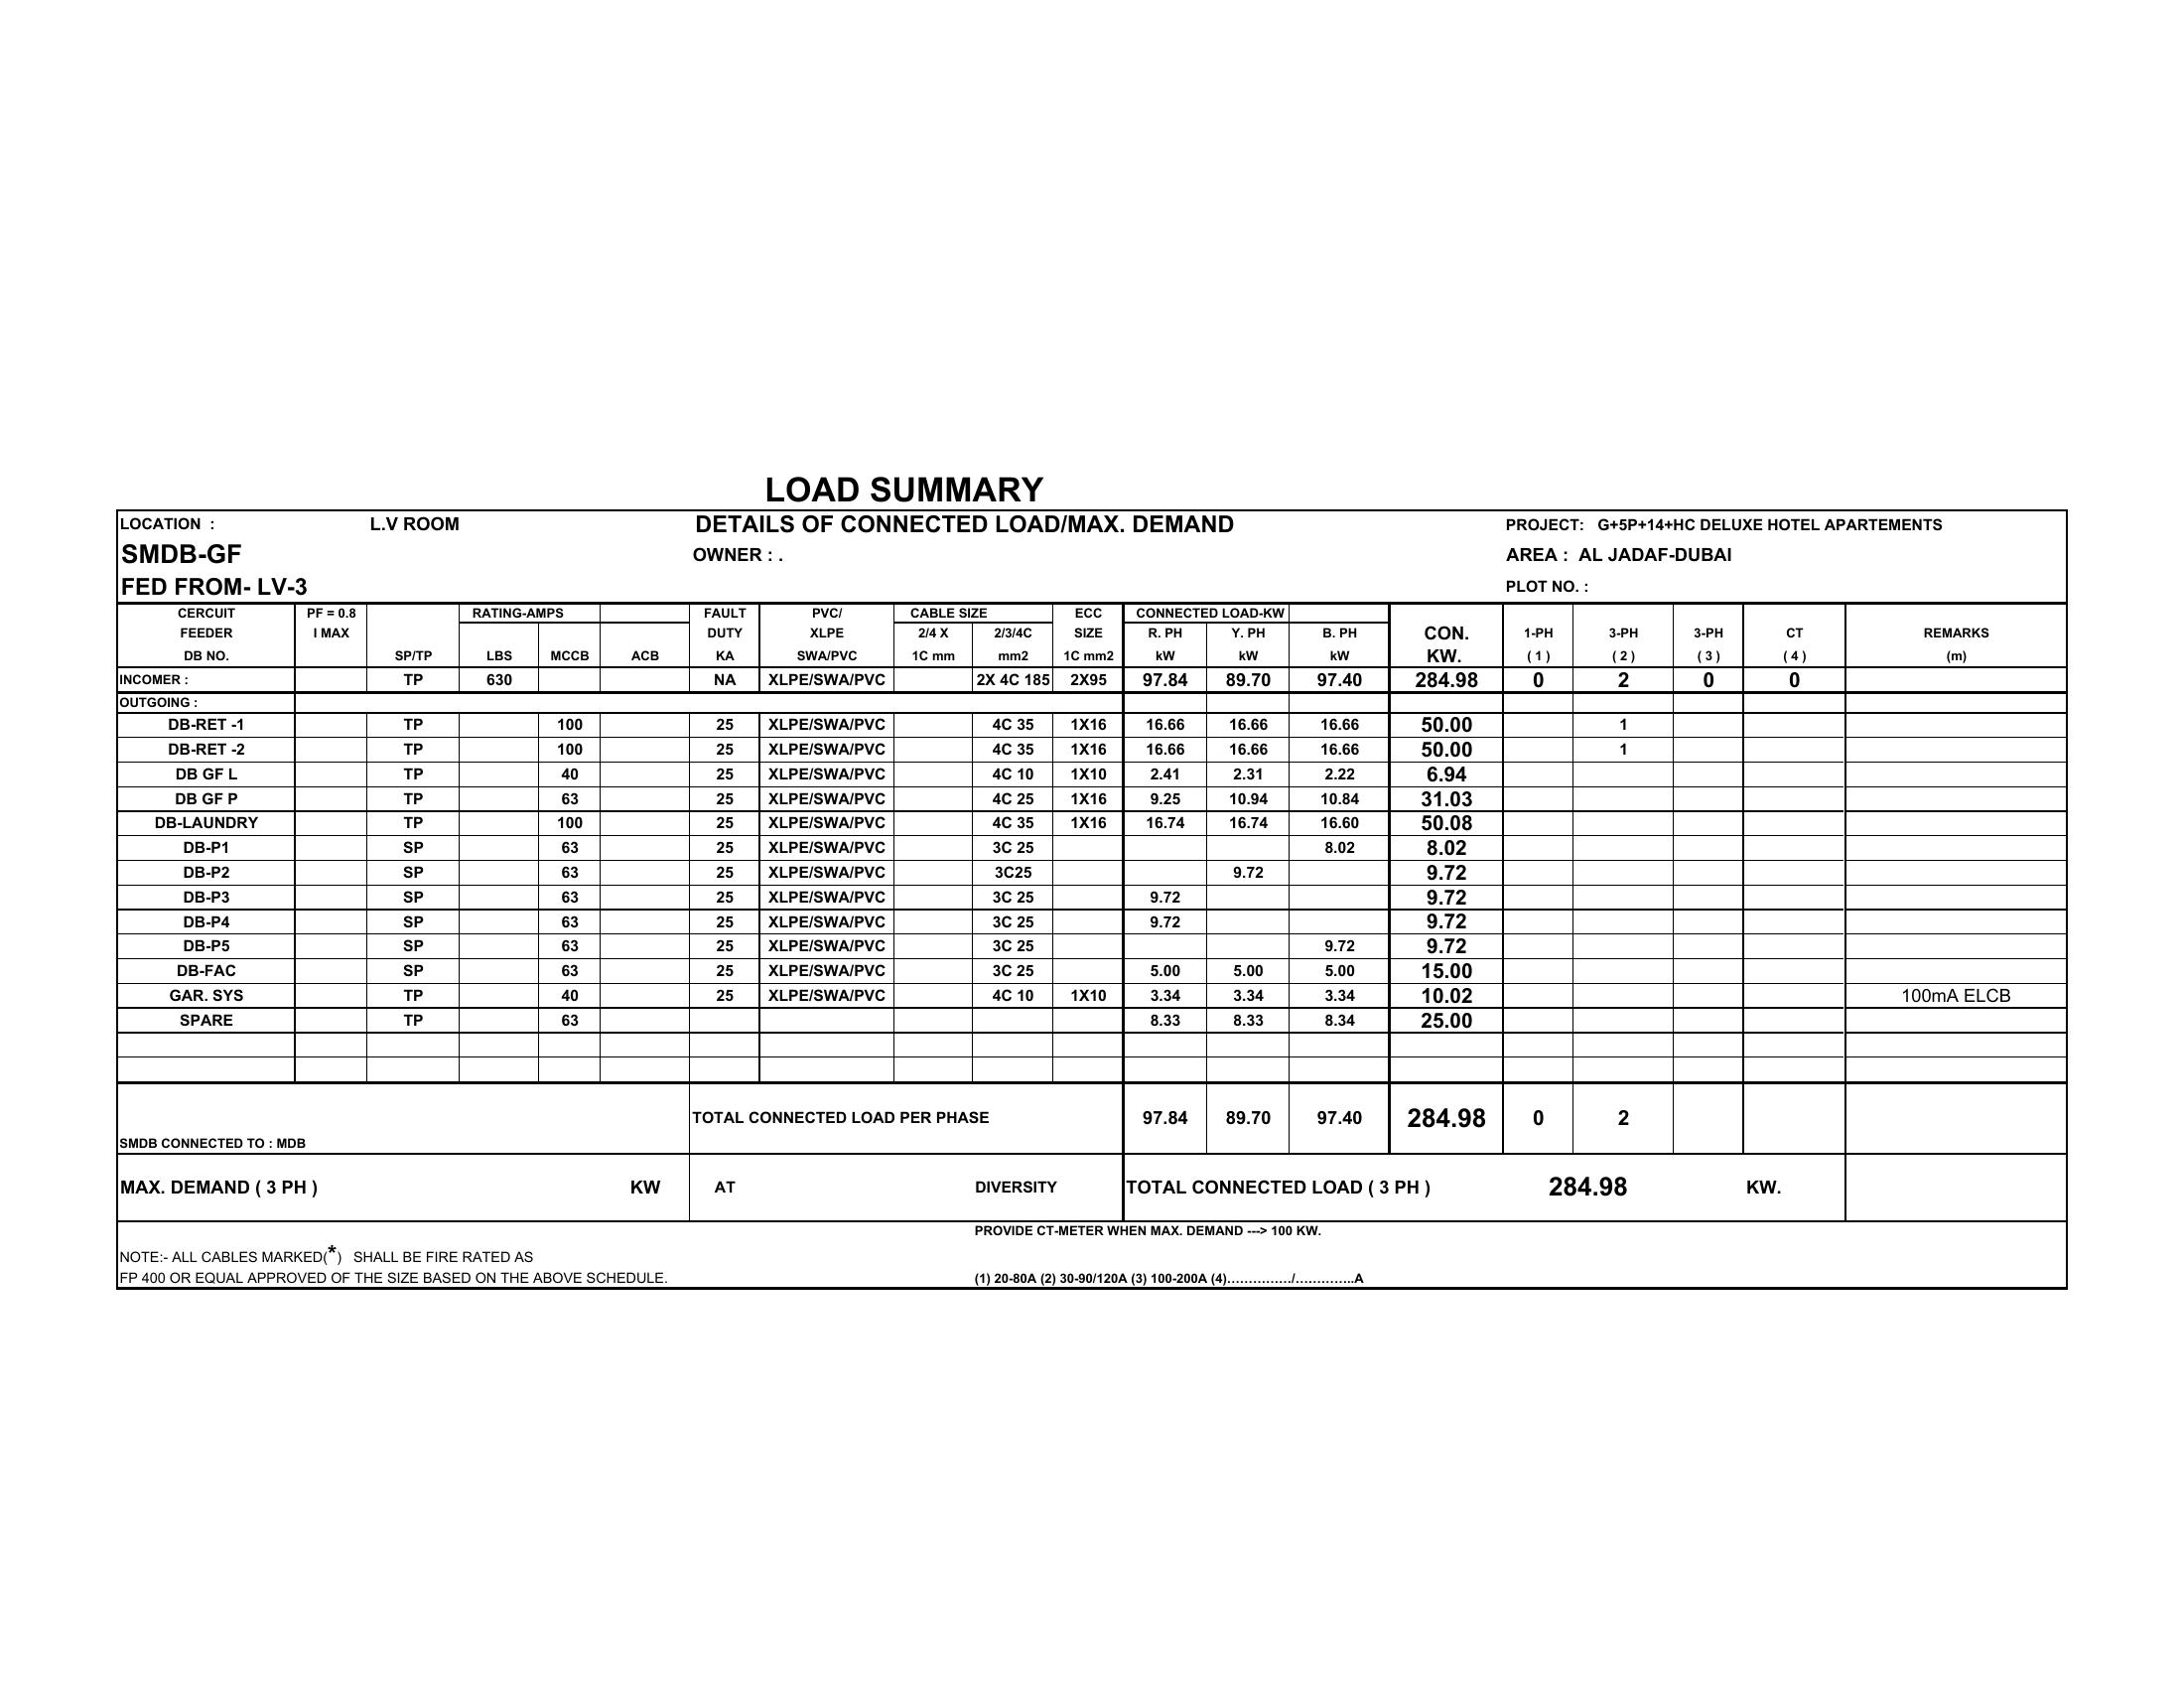 LOAD SUMMARY
LOCATION : L.V ROOM DETAILS OF CONNECTED LOAD/MAX. DEMAND PROJECT: G+5P+14+HC DELUXE HOTEL APARTEMENTS
SMDB-GF OWNER : . AREA : AL JADAF-DUBAI
FED FROM- LV-3 PLOT NO. :
CERCUIT PF = 0.8 RATING-AMPS FAULT PVC/ CABLE SIZE ECC CONNECTED LOAD-KW
FEEDER I MAX DUTY XLPE 2/4 X 2/3/4C SIZE R. PH Y. PH B. PH CON. 1-PH 3-PH 3-PH CT REMARKS
DB NO. SP/TP LBS MCCB ACB KA SWA/PVC 1C mm mm2 1C mm2 kW kW kW KW. ( 1 ) ( 2 ) ( 3 ) ( 4 ) (m)
INCOMER : TP 630 NA XLPE/SWA/PVC 2X 4C 185 2X95 97.84 89.70 97.40 284.98 0 2 0 0
OUTGOING :
DB-RET -1 TP 100 25 XLPE/SWA/PVC 4C 35 1X16 16.66 16.66 16.66 50.00 1
DB-RET -2 TP 100 25 XLPE/SWA/PVC 4C 35 1X16 16.66 16.66 16.66 50.00 1
DB GF L TP 40 25 XLPE/SWA/PVC 4C 10 1X10 2.41 2.31 2.22 6.94
DB GF P TP 63 25 XLPE/SWA/PVC 4C 25 1X16 9.25 10.94 10.84 31.03
DB-LAUNDRY TP 100 25 XLPE/SWA/PVC 4C 35 1X16 16.74 16.74 16.60 50.08
DB-P1 SP 63 25 XLPE/SWA/PVC 3C 25 8.02 8.02
DB-P2 SP 63 25 XLPE/SWA/PVC 3C25 9.72 9.72
DB-P3 SP 63 25 XLPE/SWA/PVC 3C 25 9.72 9.72
DB-P4 SP 63 25 XLPE/SWA/PVC 3C 25 9.72 9.72
DB-P5 SP 63 25 XLPE/SWA/PVC 3C 25 9.72 9.72
DB-FAC SP 63 25 XLPE/SWA/PVC 3C 25 5.00 5.00 5.00 15.00
GAR. SYS TP 40 25 XLPE/SWA/PVC 4C 10 1X10 3.34 3.34 3.34 10.02 100mA ELCB
SPARE TP 63 8.33 8.33 8.34 25.00
TOTAL CONNECTED LOAD PER PHASE 97.84 89.70 97.40 284.98 0 2
SMDB CONNECTED TO : MDB
MAX. DEMAND ( 3 PH ) KW AT DIVERSITY TOTAL CONNECTED LOAD ( 3 PH ) 284.98 KW.
PROVIDE CT-METER WHEN MAX. DEMAND ---> 100 KW.
NOTE:- ALL CABLES MARKED(*) SHALL BE FIRE RATED AS
FP 400 OR EQUAL APPROVED OF THE SIZE BASED ON THE ABOVE SCHEDULE. (1) 20-80A (2) 30-90/120A (3) 100-200A (4)……………/…………..A